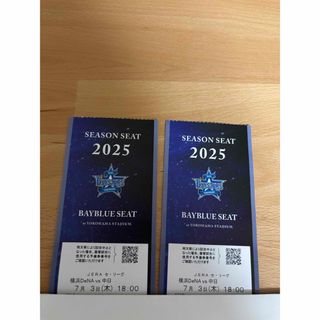 SEASON SEAT
2025
BAYBLUE SEAT
at YOKOHAMA STADIUM
JERA セ・リーグ
横浜DeNA vs 中日
7月 3日(木) 18:00
SEASON SEAT
2025
BAYBLUE SEAT
at YOKOHAMA STADIUM
JERA セ・リーグ
横浜DeNA vs 中日
7月 3日(木) 18:00